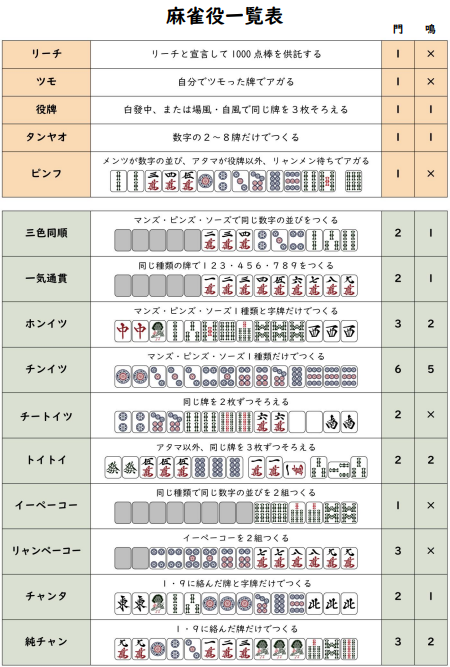 麻雀役一覧表
門 鳴
リーチ リーチと宣言して1000点棒を供託する 1 ×
ツモ 自分でツモった牌でアガる 1 ×
役牌 白發中、または場風・自風で同じ牌を3枚そろえる 1 1
タンヤオ 数字の2～8牌だけでつくる 1 1
ピンフ メンツが数字の並び、アタマが役牌以外、リャンメン待ちでアガる 1 ×
三色同順 マンズ・ピンズ・ソーズで同じ数字の並びをつくる 2 1
一気通貫 同じ種類の牌で123・456・789をつくる 2 1
ホンイツ マンズ・ピンズ・ソーズ1種類と字牌だけでつくる 3 2
チンイツ マンズ・ピンズ・ソーズ1種類だけでつくる 6 5
チートイツ 同じ牌を2枚ずつそろえる 2 ×
トイトイ アタマ以外、同じ牌を3枚ずつそろえる 2 2
イーペーコー 同じ種類で同じ数字の並びを2組つくる 1 ×
リャンペーコー イーペーコーを2組つくる 3 ×
チャンタ 1・9に絡んだ牌と字牌だけでつくる 2 1
純チャン 1・9に絡んだ牌だけでつくる 3 2